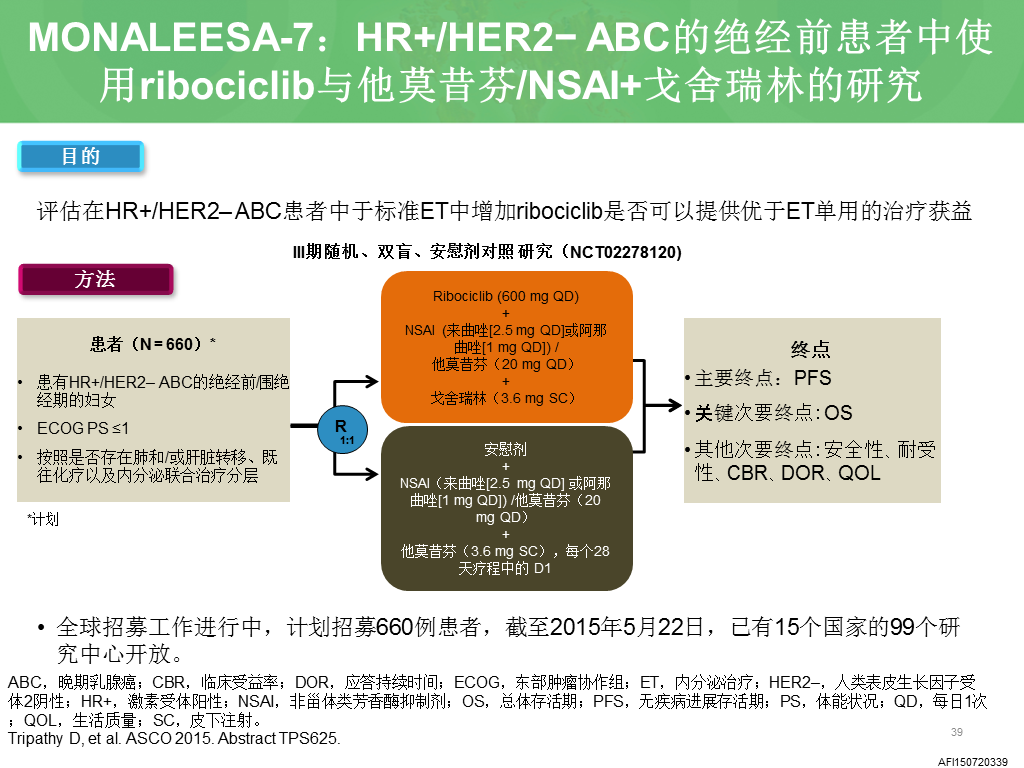 MONALEESA-7：HR+/HER2− ABC的绝经前患者中使
用ribociclib与他莫昔芬/NSAI+戈舍瑞林的研究
目的
评估在HR+/HER2– ABC患者中于标准ET中增加ribociclib是否可以提供优于ET单用的治疗获益
III期随机、双盲、安慰剂对照 研究（NCT02278120)
方法
患者（N = 660）*
• 患有HR+/HER2– ABC的绝经前/围绝
经期的妇女
• ECOG PS ≤1
• 按照是否存在肺和/或肝脏转移、既
往化疗以及内分泌联合治疗分层
*计划
R
1:1
Ribociclib (600 mg QD)
+
NSAI (来曲唑[2.5 mg QD]或阿那
曲唑[1 mg QD]) /
他莫昔芬（20 mg QD）
+
戈舍瑞林（3.6 mg SC）
安慰剂
+
NSAI（来曲唑[2.5 mg QD] 或阿那
曲唑[1 mg QD]) /他莫昔芬（20
mg QD）
+
他莫昔芬（3.6 mg SC），每个28
天疗程中的 D1
终点
• 主要终点：PFS
• 关键次要终点：OS
• 其他次要终点：安全性、耐受
性、CBR、DOR、QOL
• 全球招募工作进行中，计划招募660例患者，截至2015年5月22日，已有15个国家的99个研
究中心开放。
ABC，晚期乳腺癌；CBR，临床受益率；DOR，应答持续时间；ECOG，东部肿瘤协作组；ET，内分泌治疗；HER2–，人类表皮生长因子受
体2阴性；HR+，激素受体阳性；NSAI，非甾体类芳香酶抑制剂；OS，总体存活期；PFS，无疾病进展存活期；PS，体能状况；QD，每日1次
；QOL，生活质量；SC，皮下注射。
Tripathy D, et al. ASCO 2015. Abstract TPS625.
39
AFI150720339